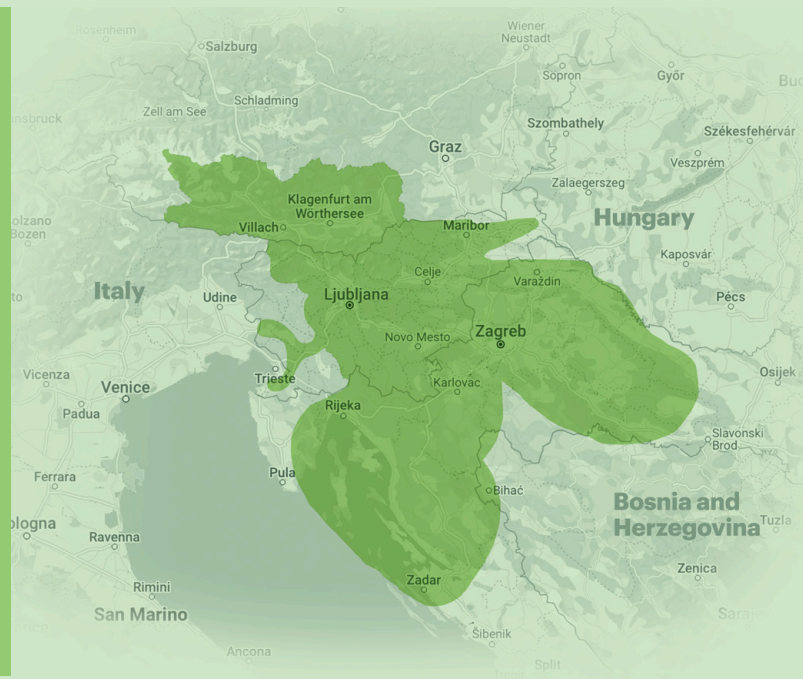 Rosenheim
Salzburg
Wiener
Neustadt
Sopron
Győr
Bud
nsbruck
Zell am See
Schladming
Szombathely
Székesfehérvár
Graz
Veszprém
Zalaegerszeg
Klagenfurt am
Wörthersee
Villach
Maribor
Hungary
olzano
Bozen
Kaposvár
Celje
Varaždin
Italy
Udine
Ljubljana
Pécs
to
Novo Mesto
Zagreb
Vicenza
Venice
Trieste
Karlovac
Osijek
Padua
Rijeka
Slavonski
Brod
Ferrara
Pula
Bihać
Bosnia and
Herzegovina
Tuzla
ologna
Ravenna
Zenica
Rimini
Zadar
San Marino
Saraj
Šibenik
Ancona
Split